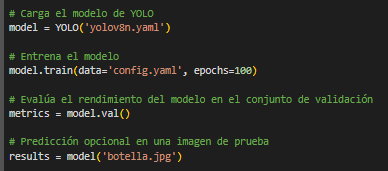 # Carga el modelo de YOLO
model = YOLO('yolov8n.yaml')
# Entrena el modelo
model.train(data='config.yaml', epochs=100)
# Evalúa el rendimiento del modelo en el conjunto de validación
metrics = model.val()
# Predicción opcional en una imagen de prueba
results = model('botella.jpg')